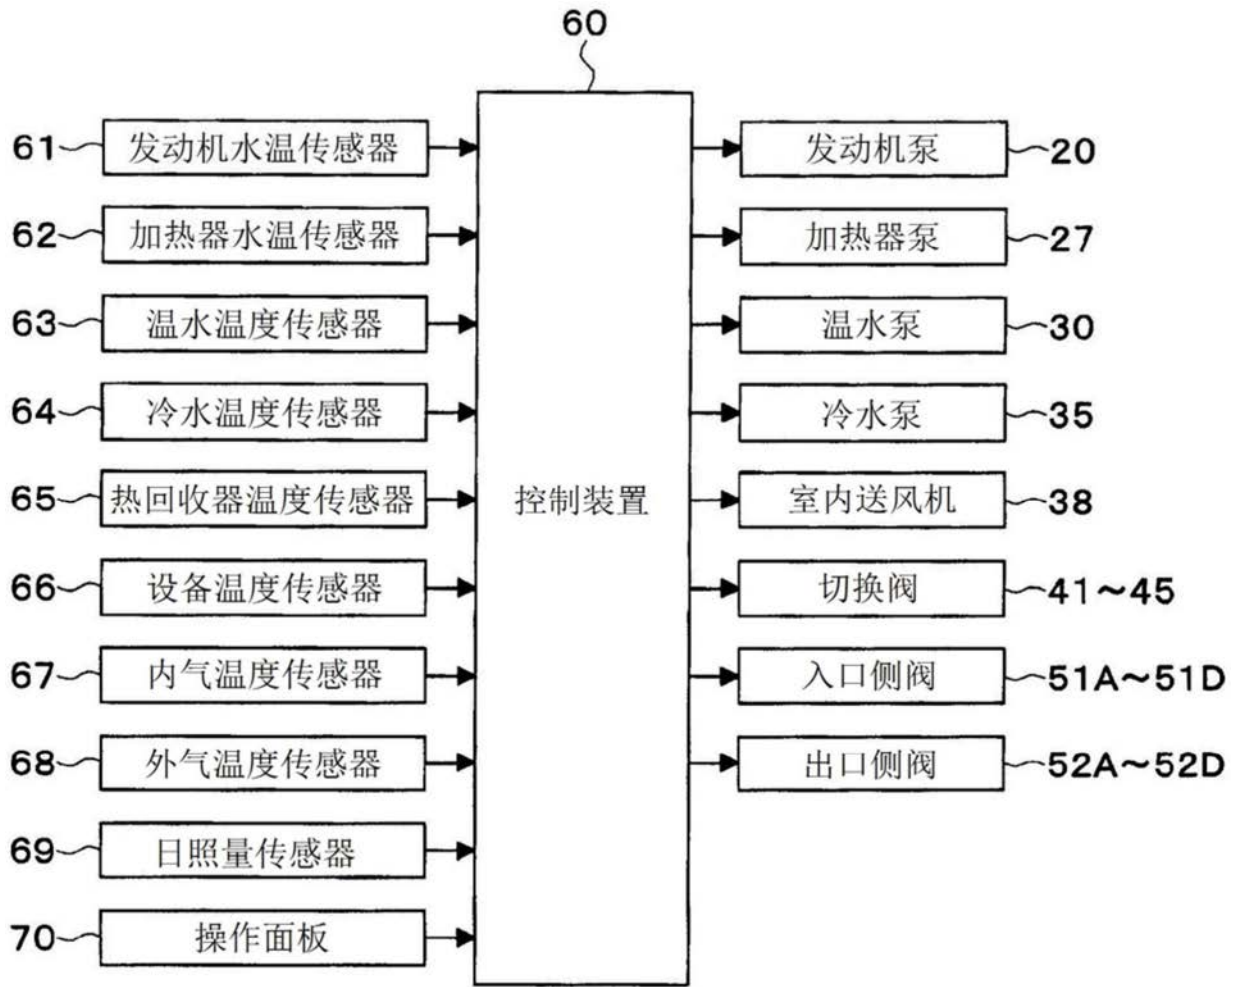 60
61 发动机水温传感器 发动机泵 20
62 加热器水温传感器 加热器泵 27
63 温水温度传感器 温水泵 30
64 冷水温度传感器 冷水泵 35
65 热回收器温度传感器 控制装置 室内送风机 38
66 设备温度传感器 切换阀 41~45
67 内气温度传感器 入口侧阀 51A~51D
68 外气温度传感器 出口侧阀 52A~52D
69 日照量传感器
70 操作面板